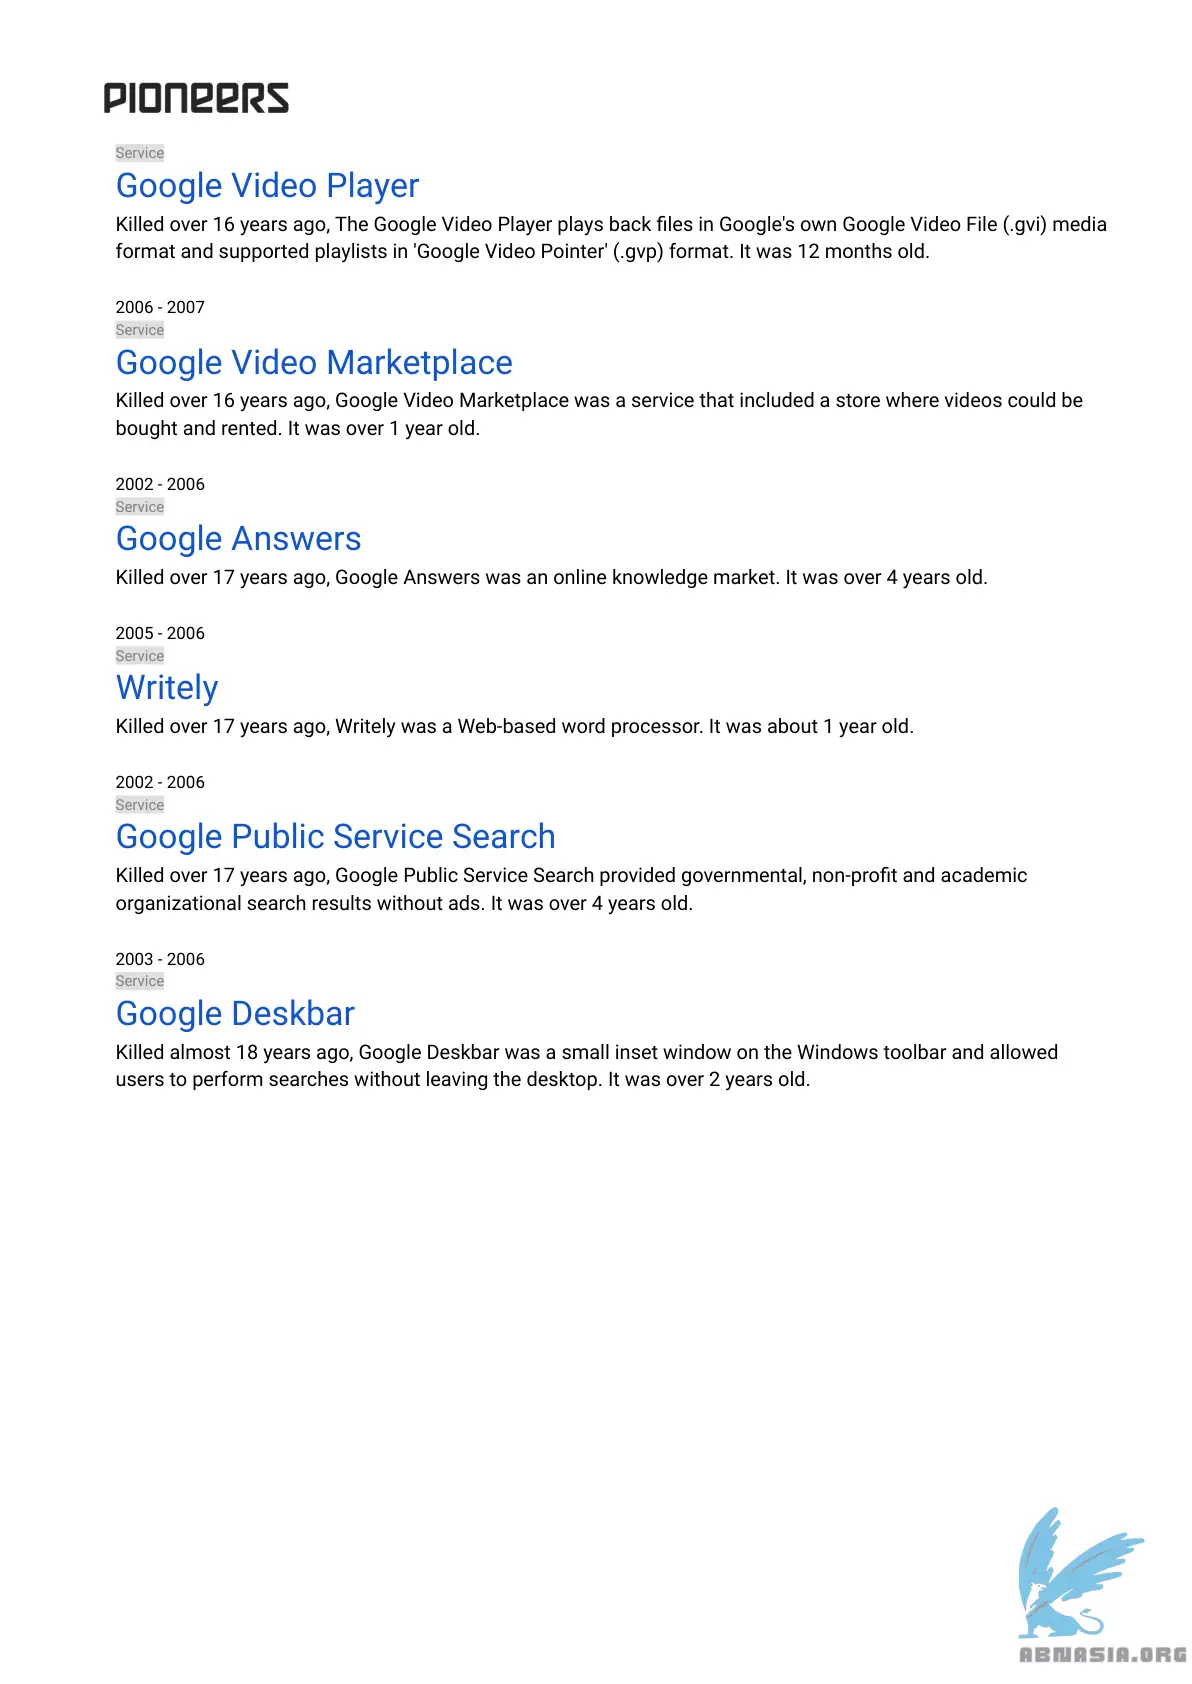 PIONEERS
Service
Google Video Player
Killed over 16 years ago, The Google Video Player plays back files in Google's own Google Video File (.gvi) media
format and supported playlists in 'Google Video Pointer' (.gvp) format. It was 12 months old.
2006 - 2007
Service
Google Video Marketplace
Killed over 16 years ago, Google Video Marketplace was a service that included a store where videos could be
bought and rented. It was over 1 year old.
2002 - 2006
Service
Google Answers
Killed over 17 years ago, Google Answers was an online knowledge market. It was over 4 years old.
2005 - 2006
Service
Writely
Killed over 17 years ago, Writely was a Web-based word processor. It was about 1 year old.
2002 - 2006
Service
Google Public Service Search
Killed over 17 years ago, Google Public Service Search provided governmental, non-profit and academic
organizational search results without ads. It was over 4 years old.
2003 - 2006
Service
Google Deskbar
Killed almost 18 years ago, Google Deskbar was a small inset window on the Windows toolbar and allowed
users to perform searches without leaving the desktop. It was over 2 years old.
ABNASIA.ORG